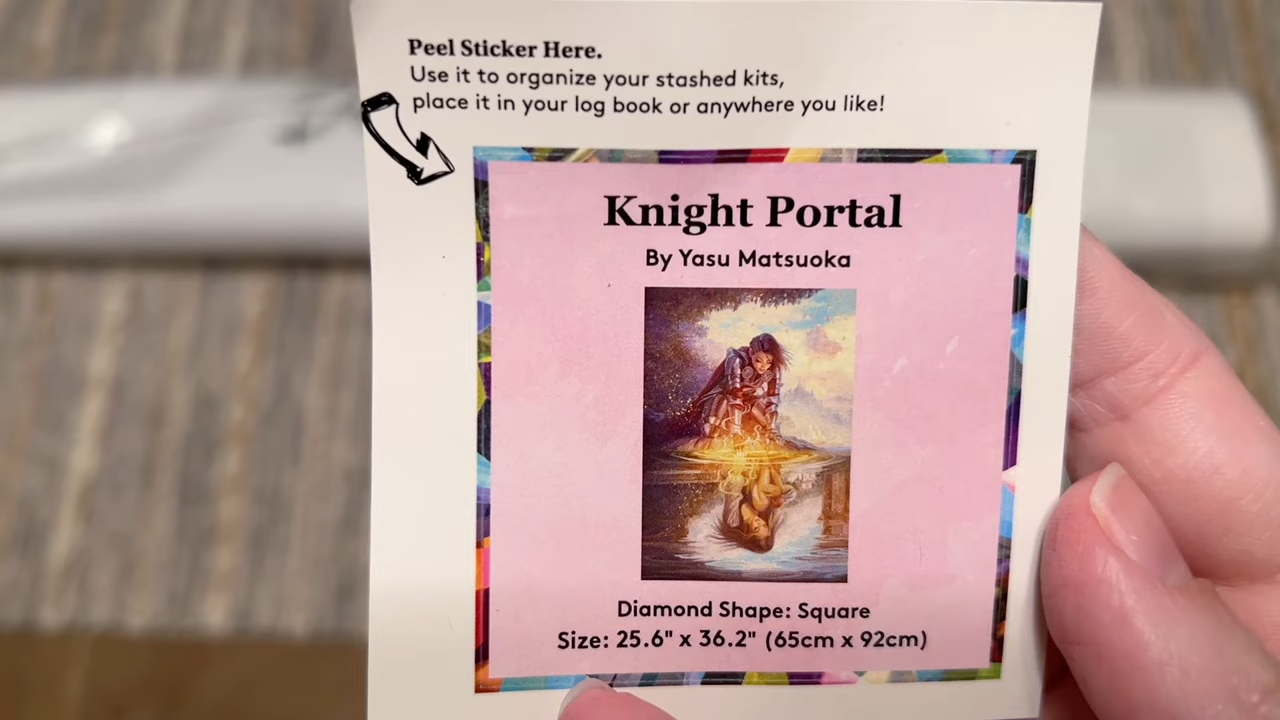 Peel Sticker Here.
Use it to organize your stashed kits,
place it in your log book or anywhere you like!
Knight Portal
By Yasu Matsuoka
Diamond Shape: Square
Size: 25.6" x 36.2" (65cm x 92cm)